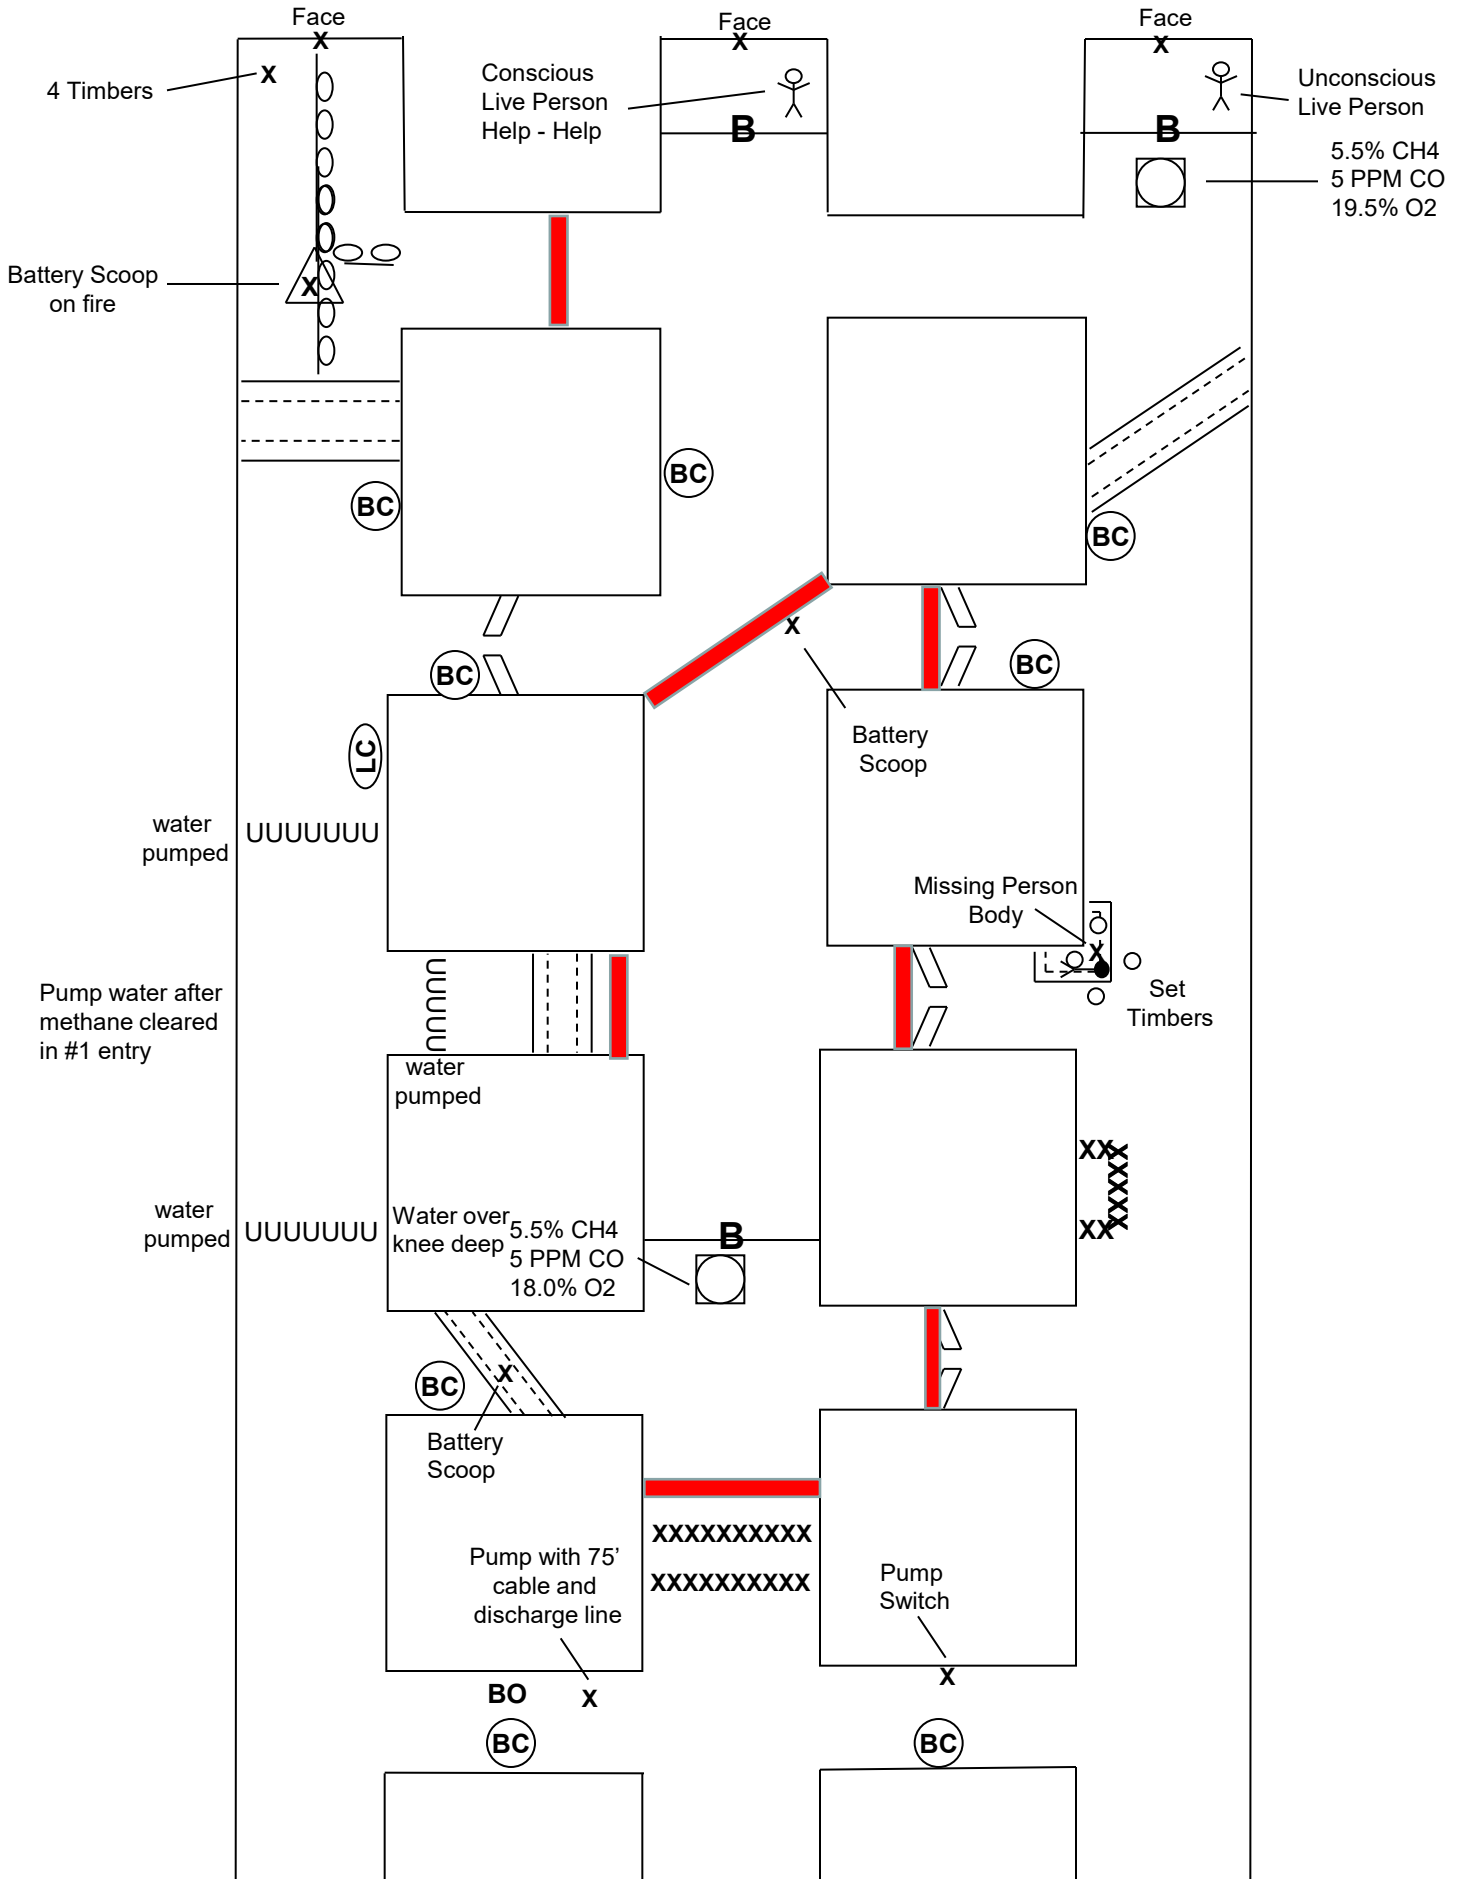 Face
Face
Face
X
X
X
4 Timbers
X
Conscious
Live Person
Help - Help
Unconscious
Live Person
B
B
5.5% CH4
5 PPM CO
19.5% O2
Battery Scoop
on fire
X
BC
BC
BC
X
BC
BC
LC
Battery
Scoop
water
pumped
UUUUUUU
Missing Person
Body
X
Set
Timbers
Pump water after
methane cleared
in #1 entry
UUUUUU
water
pumped
XX
XXXXX
XX
water
pumped
UUUUUUU
Water over
knee deep
5.5% CH4
5 PPM CO
18.0% O2
B
BC
X
Battery
Scoop
XXXXXXXXXX
XXXXXXXXXX
Pump with 75’
cable and
discharge line
Pump
Switch
BO
X
X
BC
BC